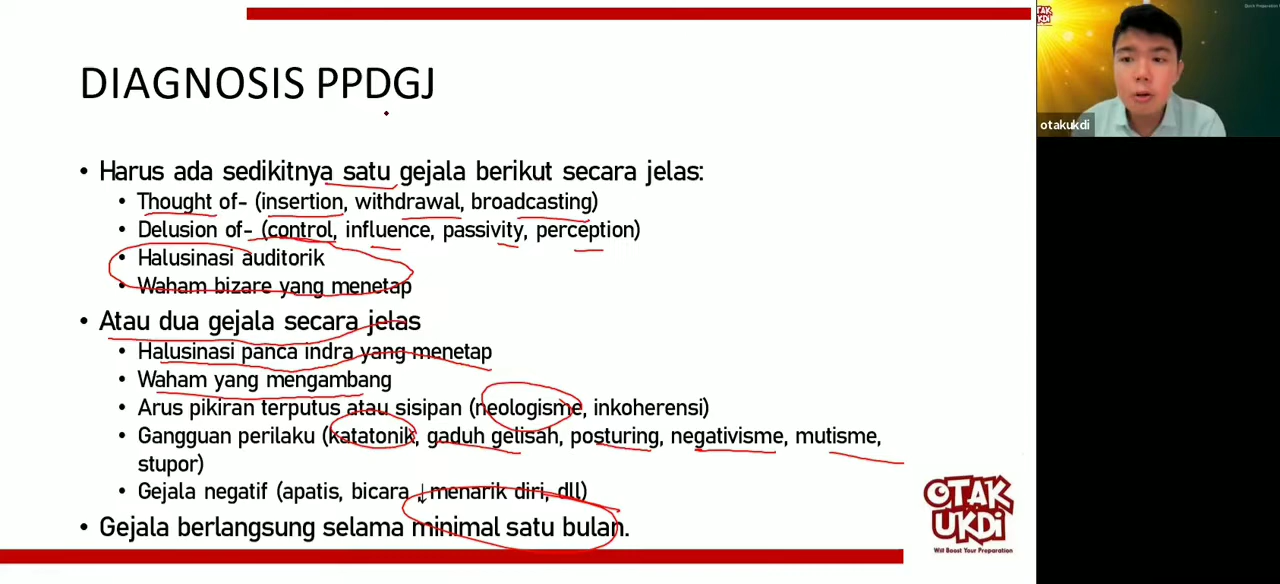 DIAGNOSIS PPDGJ
• Harus ada sedikitnya satu gejala berikut secara jelas:
• Thought of- (insertion, withdrawal, broadcasting)
• Delusion of- (control, influence, passivity, perception)
• Halusinasi auditorik
• Waham bizare yang menetap
• Atau dua gejala secara jelas
• Halusinasi panca indra yang menetap
• Waham yang mengambang
• Arus pikiran terputus atau sisipan (neologisme, inkoherensi)
• Gangguan perilaku (katatonik, gaduh gelisah, posturing, negativisme, mutisme,
stupor)
• Gejala negatif (apatis, bicara ↓menarik diri, dll)
• Gejala berlangsung selama minimal satu bulan.
OTAK
UKDi
Will Boost Your Preparation
otakukdi